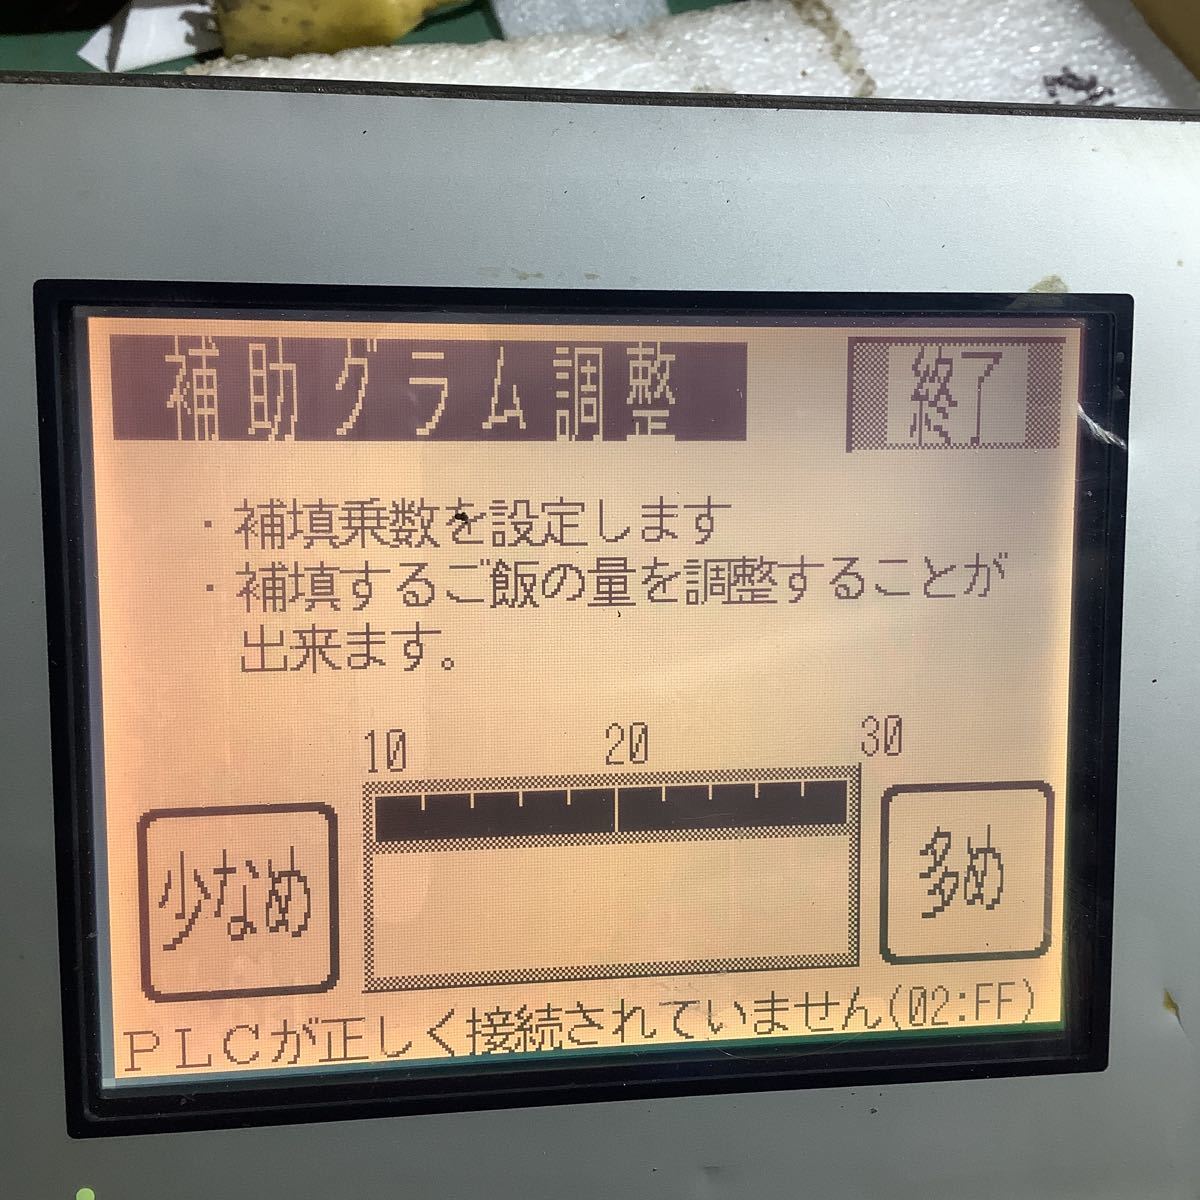 補助グラム調整
終了
・補填乗数を設定します
・補填するご飯の量を調整することが
出来ます。
10 20 30
少なめ
多め
PLCが正しく接続されていません(02:FF)